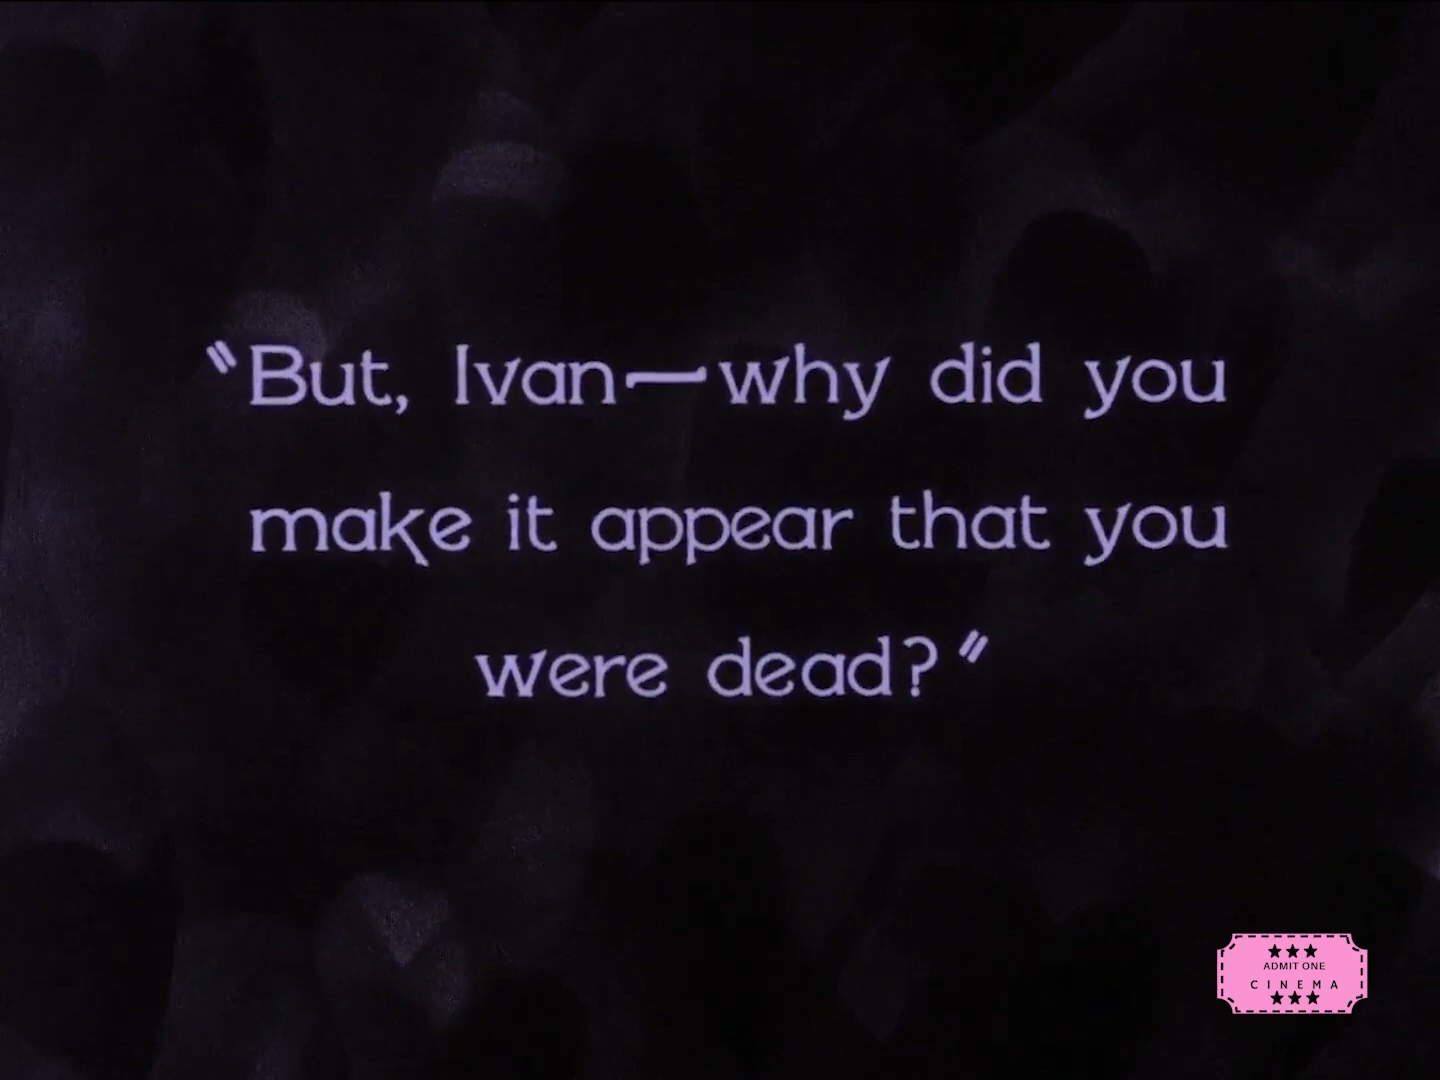 "But, Ivan—why did you
make it appear that you
were dead?"
ADMIT ONE
CINEMA